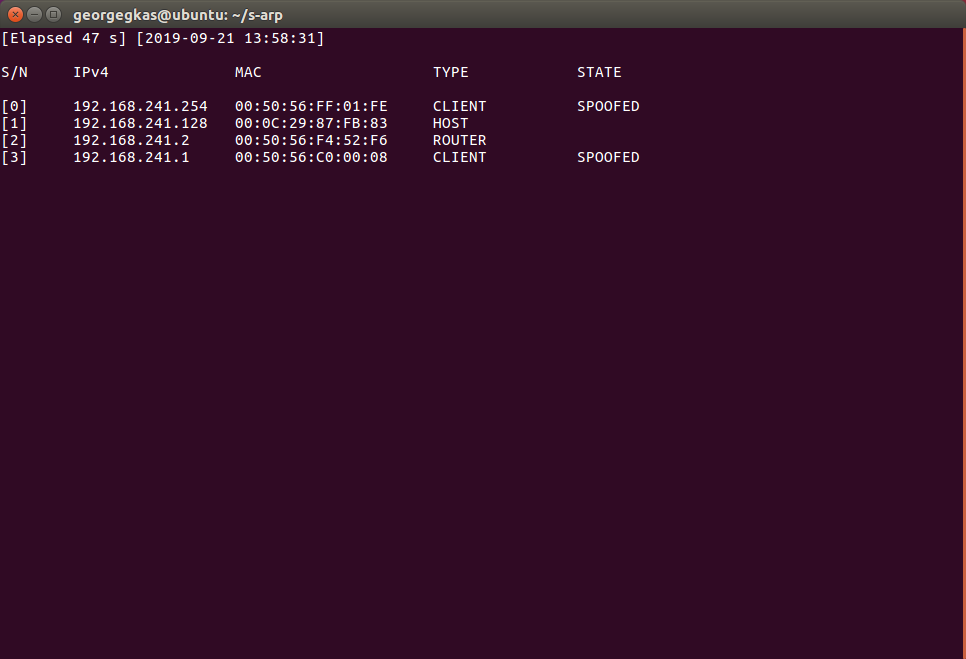 georgegkas@ubuntu: ~/s-arp
[Elapsed 47 s] [2019-09-21 13:58:31]
S/N IPv4 MAC TYPE STATE
[0] 192.168.241.254 00:50:56:FF:01:FE CLIENT SPOOFED
[1] 192.168.241.128 00:0C:29:87:FB:83 HOST
[2] 192.168.241.2 00:50:56:F4:52:F6 ROUTER
[3] 192.168.241.1 00:50:56:C0:00:08 CLIENT SPOOFED